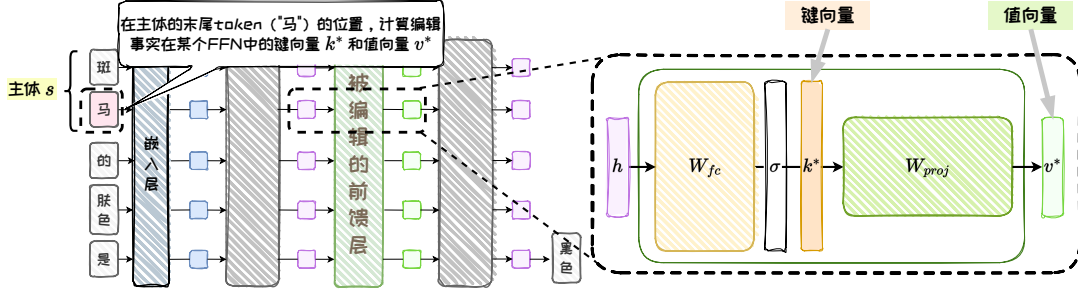 在主体的末尾token("马")的位置，计算编辑
事实在某个FFN中的键向量 k* 和值向量 v*
主体 s
斑
马
的
肤色
是
嵌入层
被编辑的前馈层
黑色
键向量
值向量
h
W_fc
σ
k*
W_proj
v*